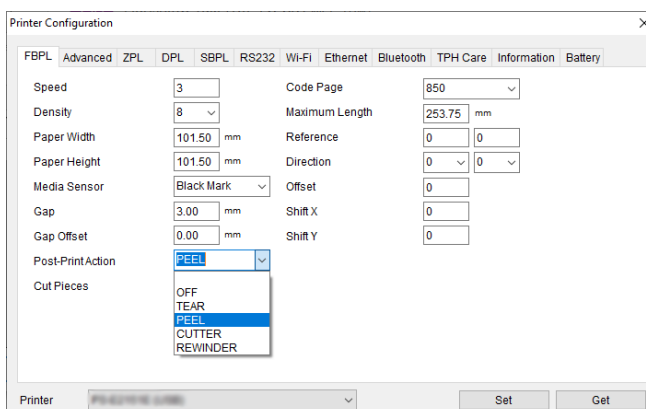 Printer Configuration
FBPL Advanced ZPL DPL SBPL RS232 Wi-Fi Ethernet Bluetooth TPH Care Information Battery
Speed 3 Code Page 850
Density 8 Maximum Length 253.75 mm
Paper Width 101.50 mm Reference 0 0
Paper Height 101.50 mm Direction 0 0
Media Sensor Black Mark Offset 0
Gap 3.00 mm Shift X 0
Gap Offset 0.00 mm Shift Y 0
Post-Print Action PEEL
Cut Pieces
OFF
TEAR
PEEL
CUTTER
REWINDER
Printer Set Get